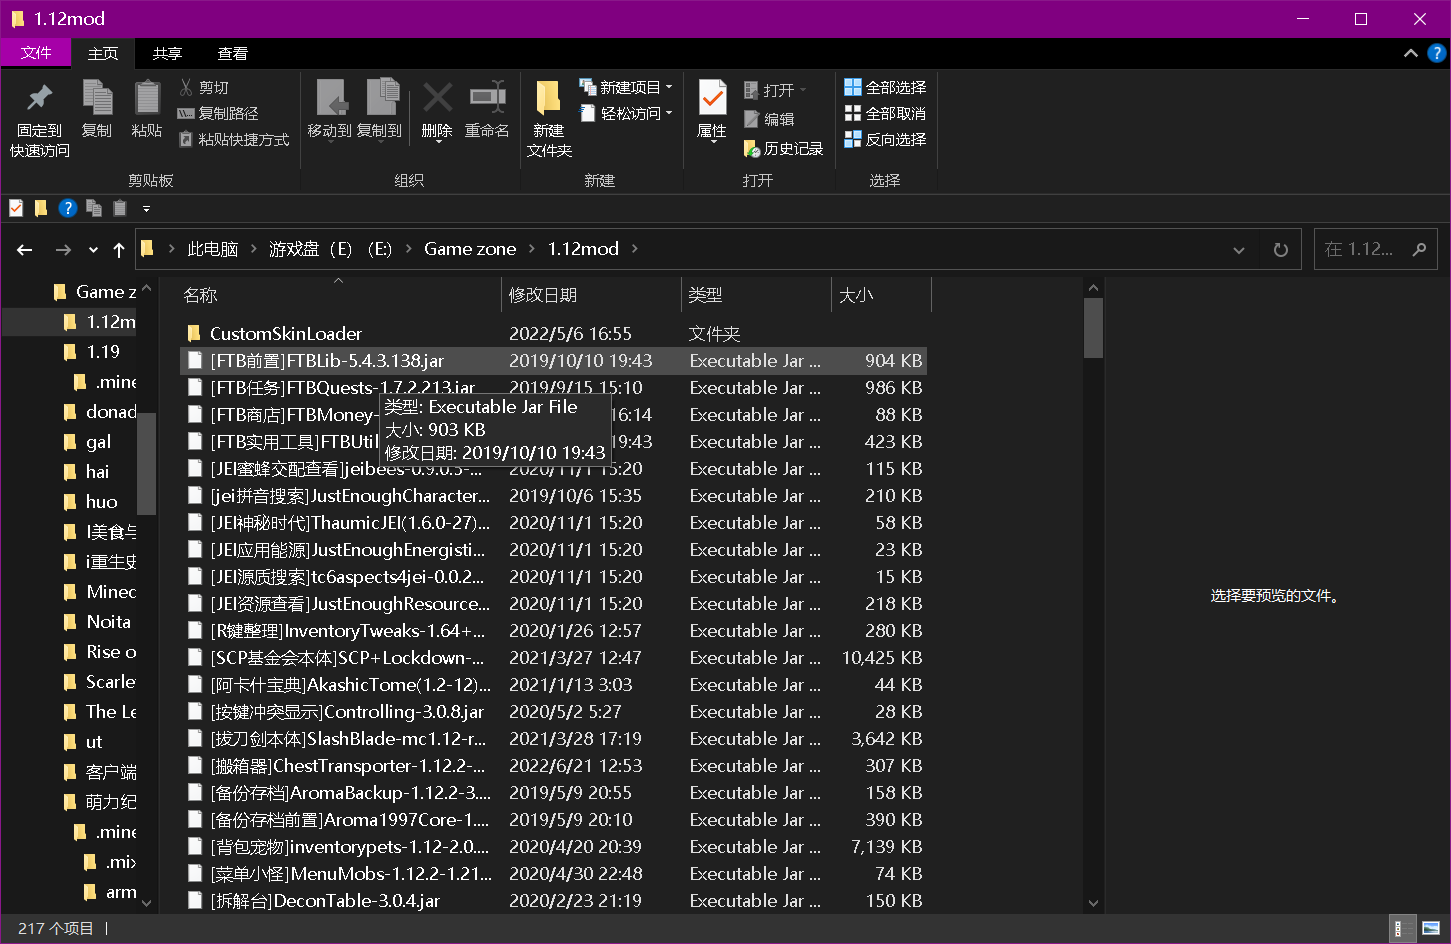 1.12mod
文件 主页 共享 查看
固定到
快速访问
复制
粘贴
剪切
复制路径
粘贴快捷方式
剪贴板
移动到
复制到
删除
重命名
组织
新建
文件夹
新建项目
轻松访问
新建
属性
打开
编辑
历史记录
打开
全部选择
全部取消
反向选择
选择
此电脑 游戏盘 (E) (E:) Game zone 1.12mod
在 1.12...
Game z
1.12m
1.19
.mine
donad
gal
hai
huo
i重生史
Minec
Noita
Rise o
Scarle
The Le
ut
客户端
萌力纪
.mine
.mix
arm
名称 修改日期 类型 大小
CustomSkinLoader 2022/5/6 16:55 文件夹
[FTB前置]FTBLib-5.4.3.138.jar 2019/10/10 19:43 Executable Jar ... 904 KB
[FTB任务]FTBQuests-1.7.2.213.jar 2019/9/15 15:10 Executable Jar ... 986 KB
[FTB商店]FTBMoney- 16:14 Executable Jar ... 88 KB
[FTB实用工具]FTBUtil 19:43 Executable Jar ... 423 KB
[JEI蜜蜂交配查看]jeibees-0.9.0.5-... 2020/11/1 15:20 Executable Jar ... 115 KB
[jei拼音搜索]JustEnoughCharacter... 2019/10/6 15:35 Executable Jar ... 210 KB
[JEI神秘时代]ThaumicJEI(1.6.0-27)... 2020/11/1 15:20 Executable Jar ... 58 KB
[JEI应用能源]JustEnoughEnergisti... 2020/11/1 15:20 Executable Jar ... 23 KB
[JEI源质搜索]tc6aspects4jei-0.0.2... 2020/11/1 15:20 Executable Jar ... 15 KB
[JEI资源查看]JustEnoughResource... 2020/11/1 15:20 Executable Jar ... 218 KB
[R键整理]InventoryTweaks-1.64+... 2020/1/26 12:57 Executable Jar ... 280 KB
[SCP基金会本体]SCP+Lockdown-... 2021/3/27 12:47 Executable Jar ... 10,425 KB
[阿卡什宝典]AkashicTome(1.2-12)... 2021/1/13 3:03 Executable Jar ... 44 KB
[按键冲突显示]Controlling-3.0.8.jar 2020/5/2 5:27 Executable Jar ... 28 KB
[拔刀剑本体]SlashBlade-mc1.12-r... 2021/3/28 17:19 Executable Jar ... 3,642 KB
[搬箱器]ChestTransporter-1.12.2-... 2022/6/21 12:53 Executable Jar ... 307 KB
[备份存档]AromaBackup-1.12.2-3.... 2019/5/9 20:55 Executable Jar ... 158 KB
[备份存档前置]Aroma1997Core-1.... 2019/5/9 20:10 Executable Jar ... 390 KB
[背包宠物]inventorypets-1.12-2.0.... 2020/4/20 20:39 Executable Jar ... 7,139 KB
[菜单小怪]MenuMobs-1.12.2-1.21... 2020/4/30 22:48 Executable Jar ... 74 KB
[拆解台]DeconTable-3.0.4.jar 2020/2/23 21:19 Executable Jar ... 150 KB
类型: Executable Jar File
大小: 903 KB
修改日期: 2019/10/10 19:43
选择要预览的文件。
217 个项目